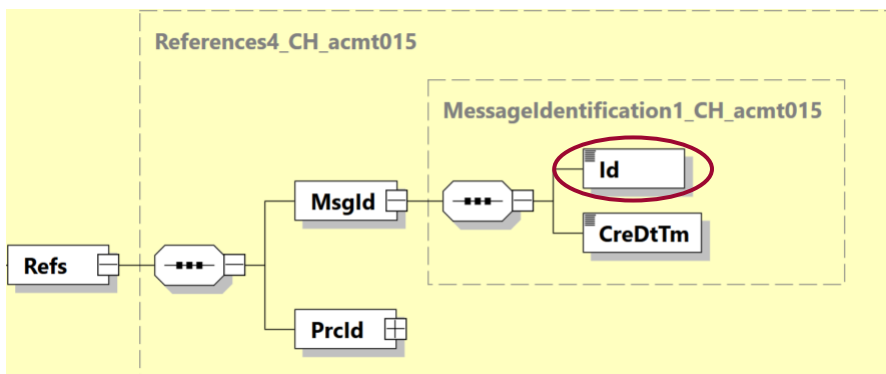 References4_CH_acmt015
MessageIdentification1_CH_acmt015
Id
MsgId
CreDtTm
Refs
PrcId